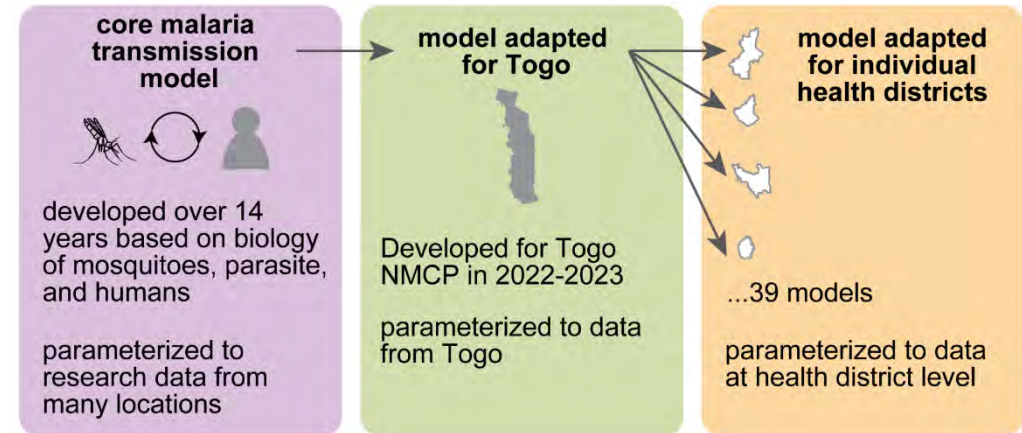 core malaria
transmission
model
developed over 14
years based on biology
of mosquitoes, parasite,
and humans
parameterized to
research data from
many locations
model adapted
for Togo
Developed for Togo
NMCP in 2022-2023
parameterized to data
from Togo
model adapted
for individual
health districts
...39 models
parameterized to data
at health district level